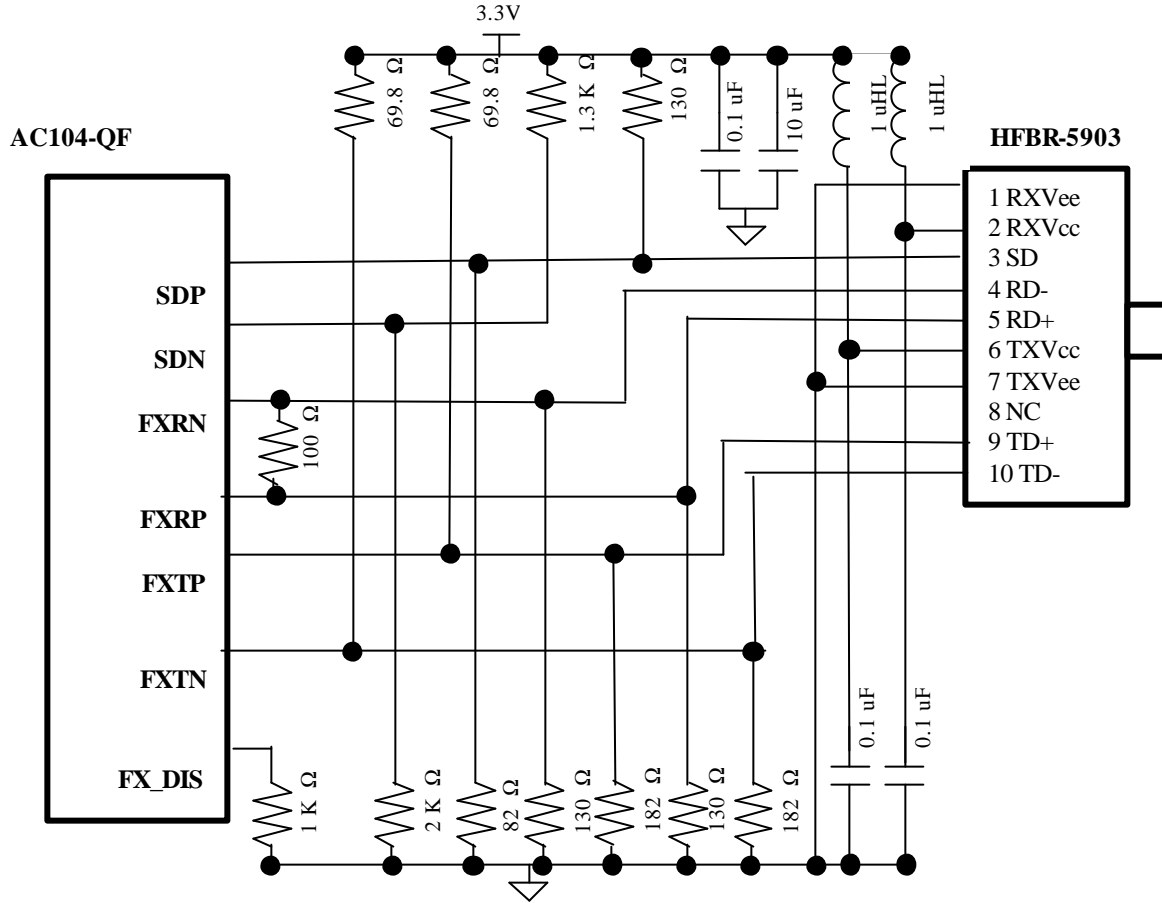 3.3V
69.8 Ω
69.8 Ω
1.3 K Ω
130 Ω
0.1 uF
10 uF
1 uHL
1 uHL
AC104-QF
HFBR-5903
1 RXVee
2 RXVcc
3 SD
4 RD-
5 RD+
6 TXVcc
7 TXVee
8 NC
9 TD+
10 TD-
SDP
SDN
FXRN
100 Ω
FXRP
FXTP
FXTN
FX_DIS
0.1 uF
0.1 uF
1 K Ω
2 K Ω
82 Ω
130 Ω
182 Ω
130 Ω
182 Ω